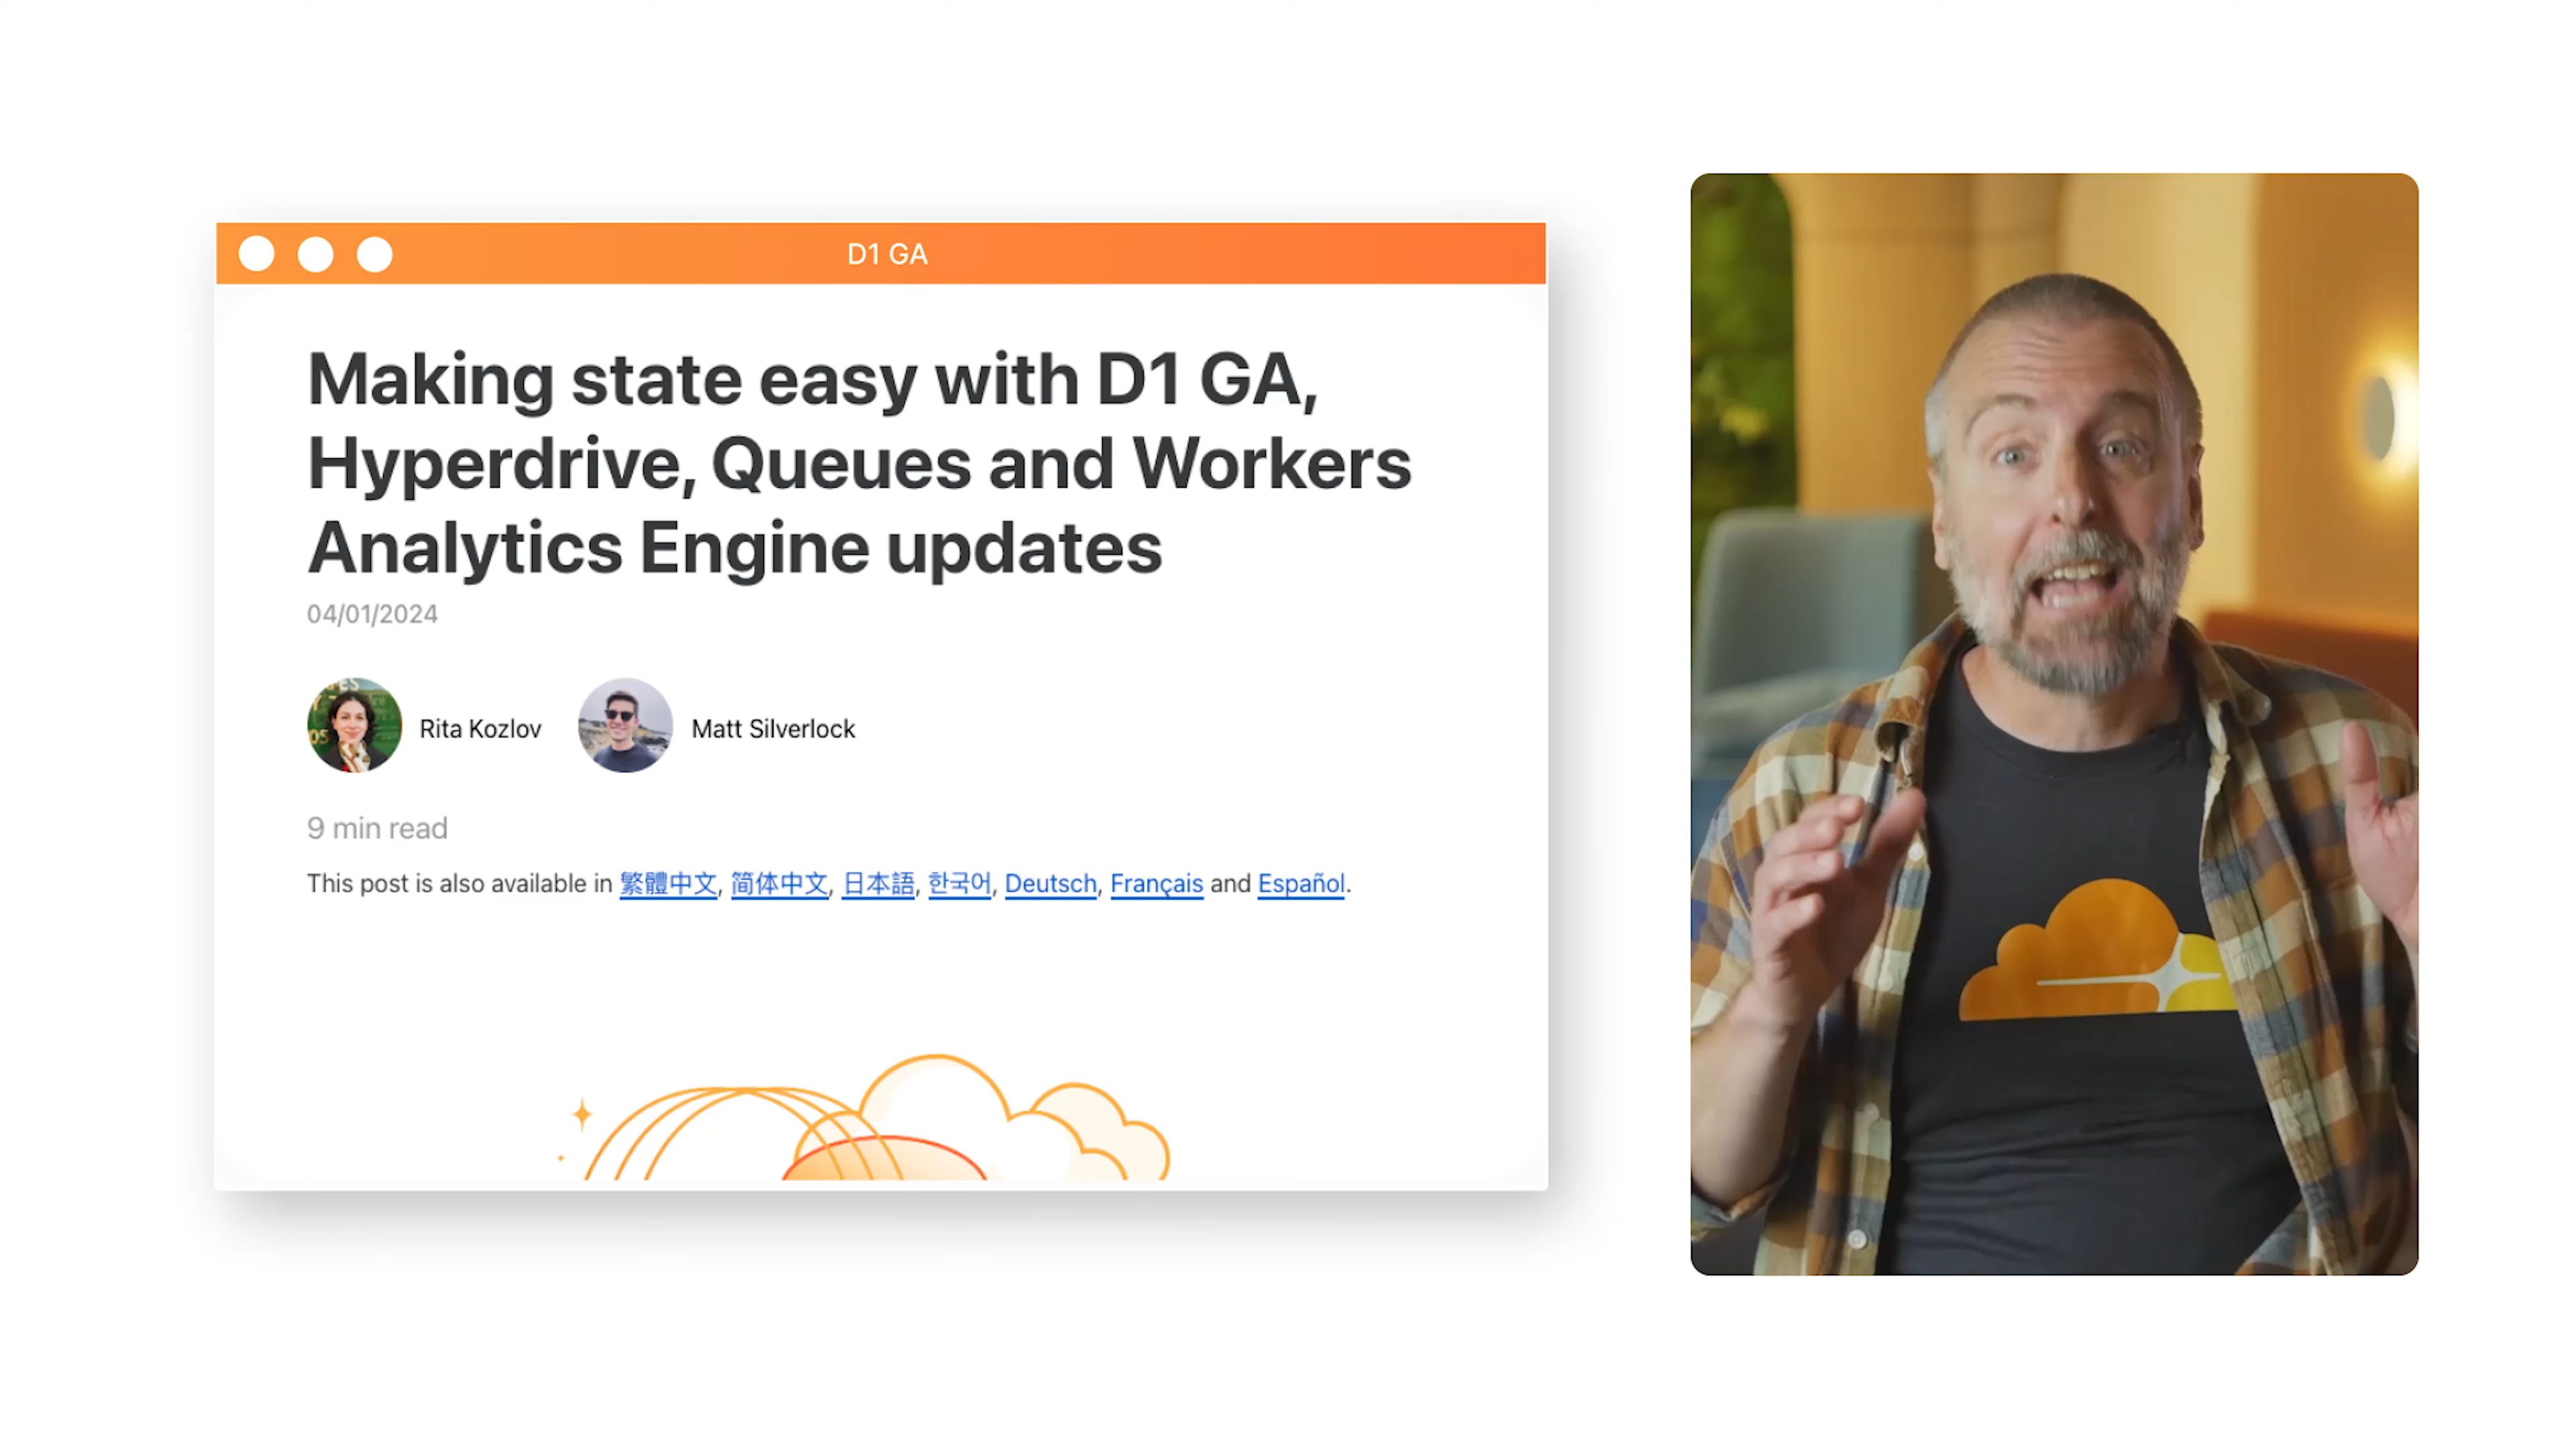 D1 GA
Making state easy with D1 GA,
Hyperdrive, Queues and Workers
Analytics Engine updates
04/01/2024
Rita Kozlov
Matt Silverlock
9 min read
This post is also available in 繁體中文, 简体中文, 日本語, 한국어, Deutsch, Français and Español.